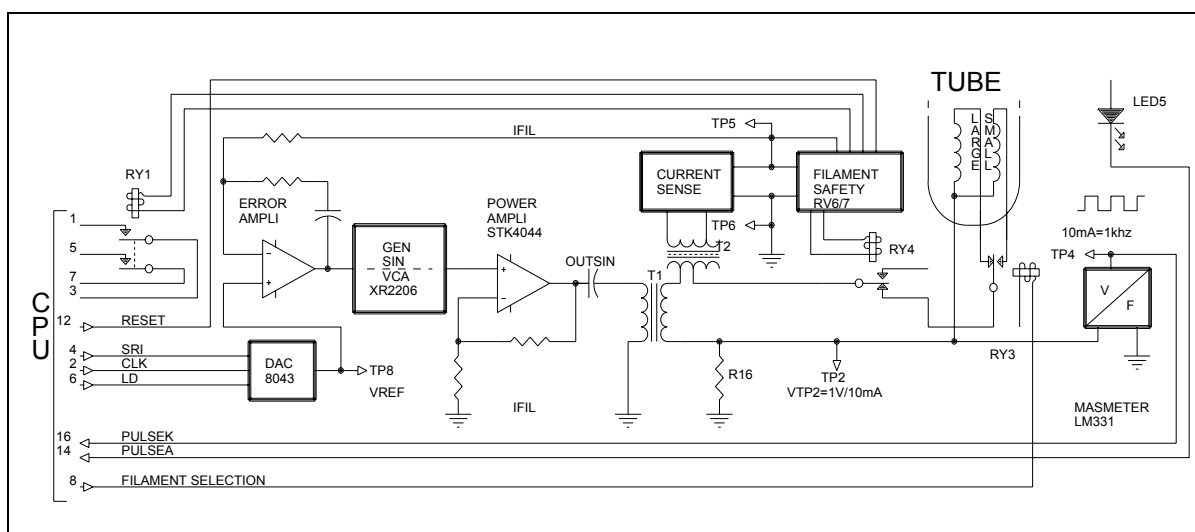 TUBE
LARGE
SMALL
LED5
TP5
IFIL
RY1
CURRENT
SENSE
FILAMENT
SAFETY
RV6/7
1
ERROR
AMPLI
POWER
AMPLI
STK4044
TP6
T2
RY4
10mA=1khz
TP4
5
7
3
-
+
GEN
SIN
VCA
XR2206
+
-
OUTSIN
T1
V
F
CPU
12 RESET
4 SRI
2 CLK
6 LD
DAC
8043
TP8
VREF
IFIL
R16
TP2
VTP2=1V/10mA
RY3
MASMETER
LM331
16 PULSEK
14 PULSEA
8 FILAMENT SELECTION